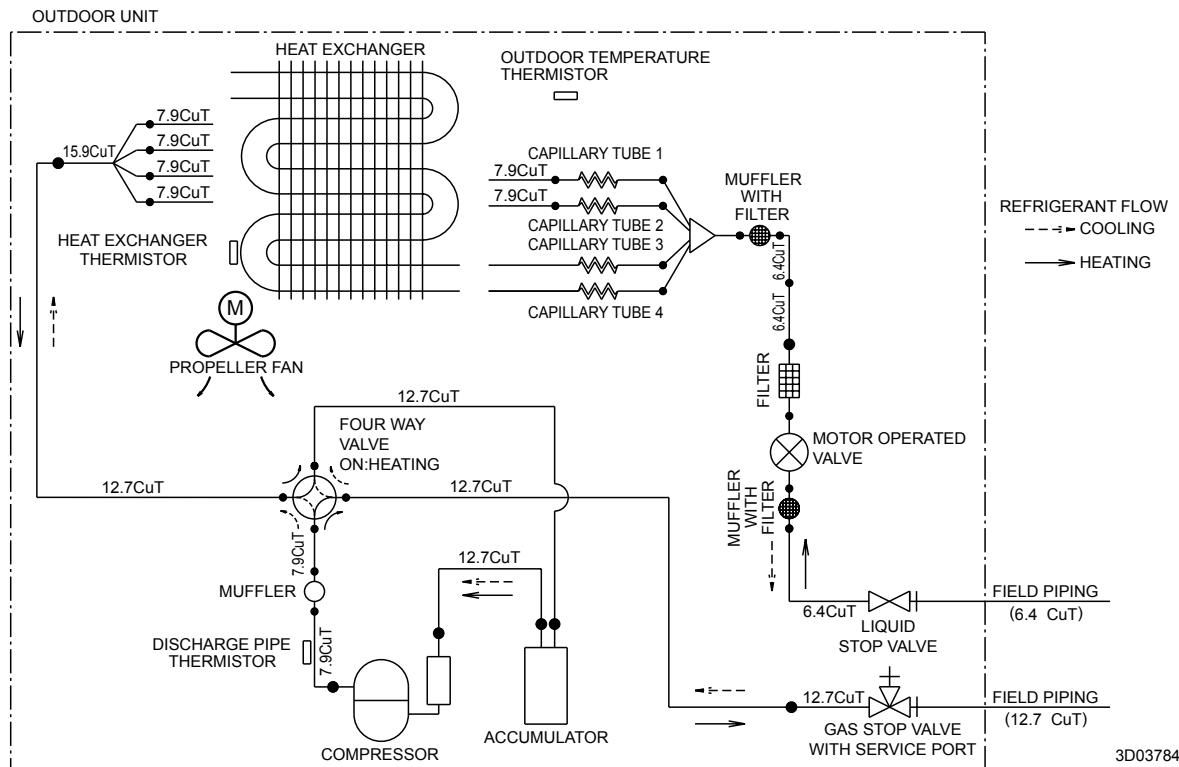 OUTDOOR UNIT
HEAT EXCHANGER
OUTDOOR TEMPERATURE
THERMISTOR
7.9CuT
15.9CuT
7.9CuT
7.9CuT
7.9CuT
CAPILLARY TUBE 1
7.9CuT
7.9CuT
CAPILLARY TUBE 2
CAPILLARY TUBE 3
CAPILLARY TUBE 4
MUFFLER
WITH
FILTER
6.4CuT
6.4CuT
REFRIGERANT FLOW
COOLING
HEATING
HEAT EXCHANGER
THERMISTOR
M
PROPELLER FAN
FILTER
MOTOR OPERATED
VALVE
MUFFLER
WITH
FILTER
12.7CuT
FOUR WAY
VALVE
ON:HEATING
12.7CuT
12.7CuT
7.9CuT
MUFFLER
12.7CuT
DISCHARGE PIPE
THERMISTOR
7.9CuT
COMPRESSOR
ACCUMULATOR
6.4CuT
LIQUID
STOP VALVE
FIELD PIPING
(6.4 CuT)
12.7CuT
GAS STOP VALVE
WITH SERVICE PORT
FIELD PIPING
(12.7 CuT)
3D03784